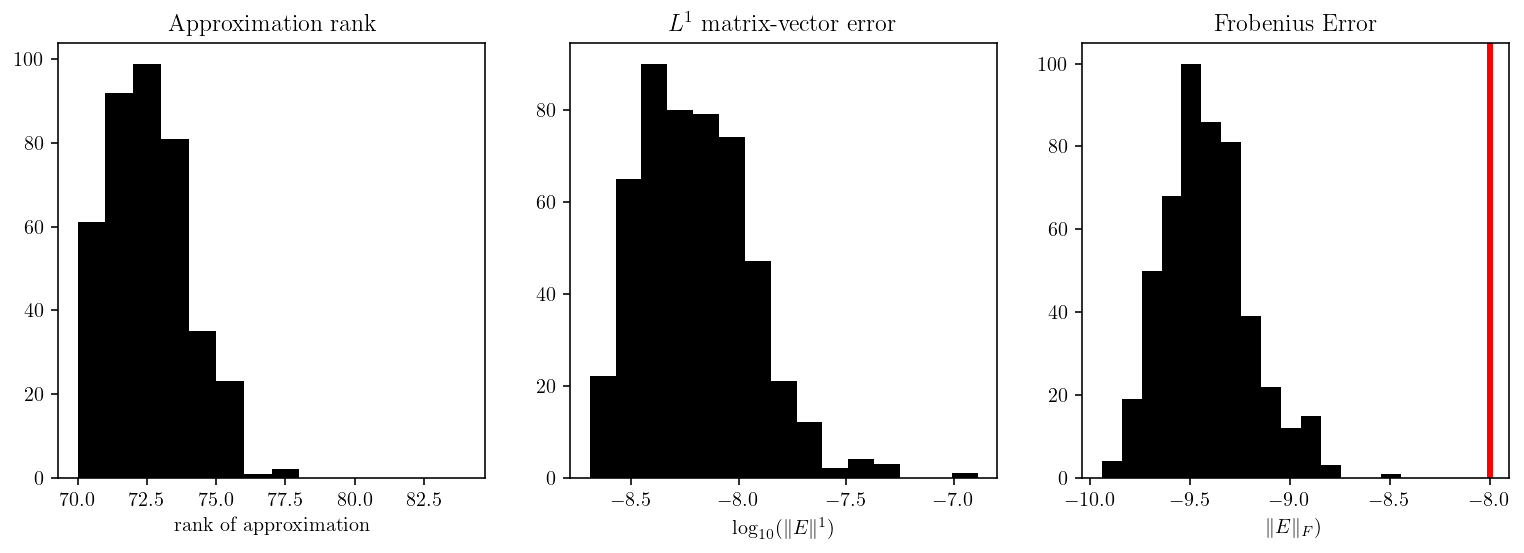 Approximation rank
100
80
60
40
20
0
70.0 72.5 75.0 77.5 80.0 82.5
rank of approximation
L¹ matrix-vector error
80
60
40
20
0
−8.5 −8.0 −7.5 −7.0
log₁₀(‖E‖¹)
Frobenius Error
100
80
60
40
20
0
−10.0 −9.5 −9.0 −8.5 −8.0
‖E‖_F)